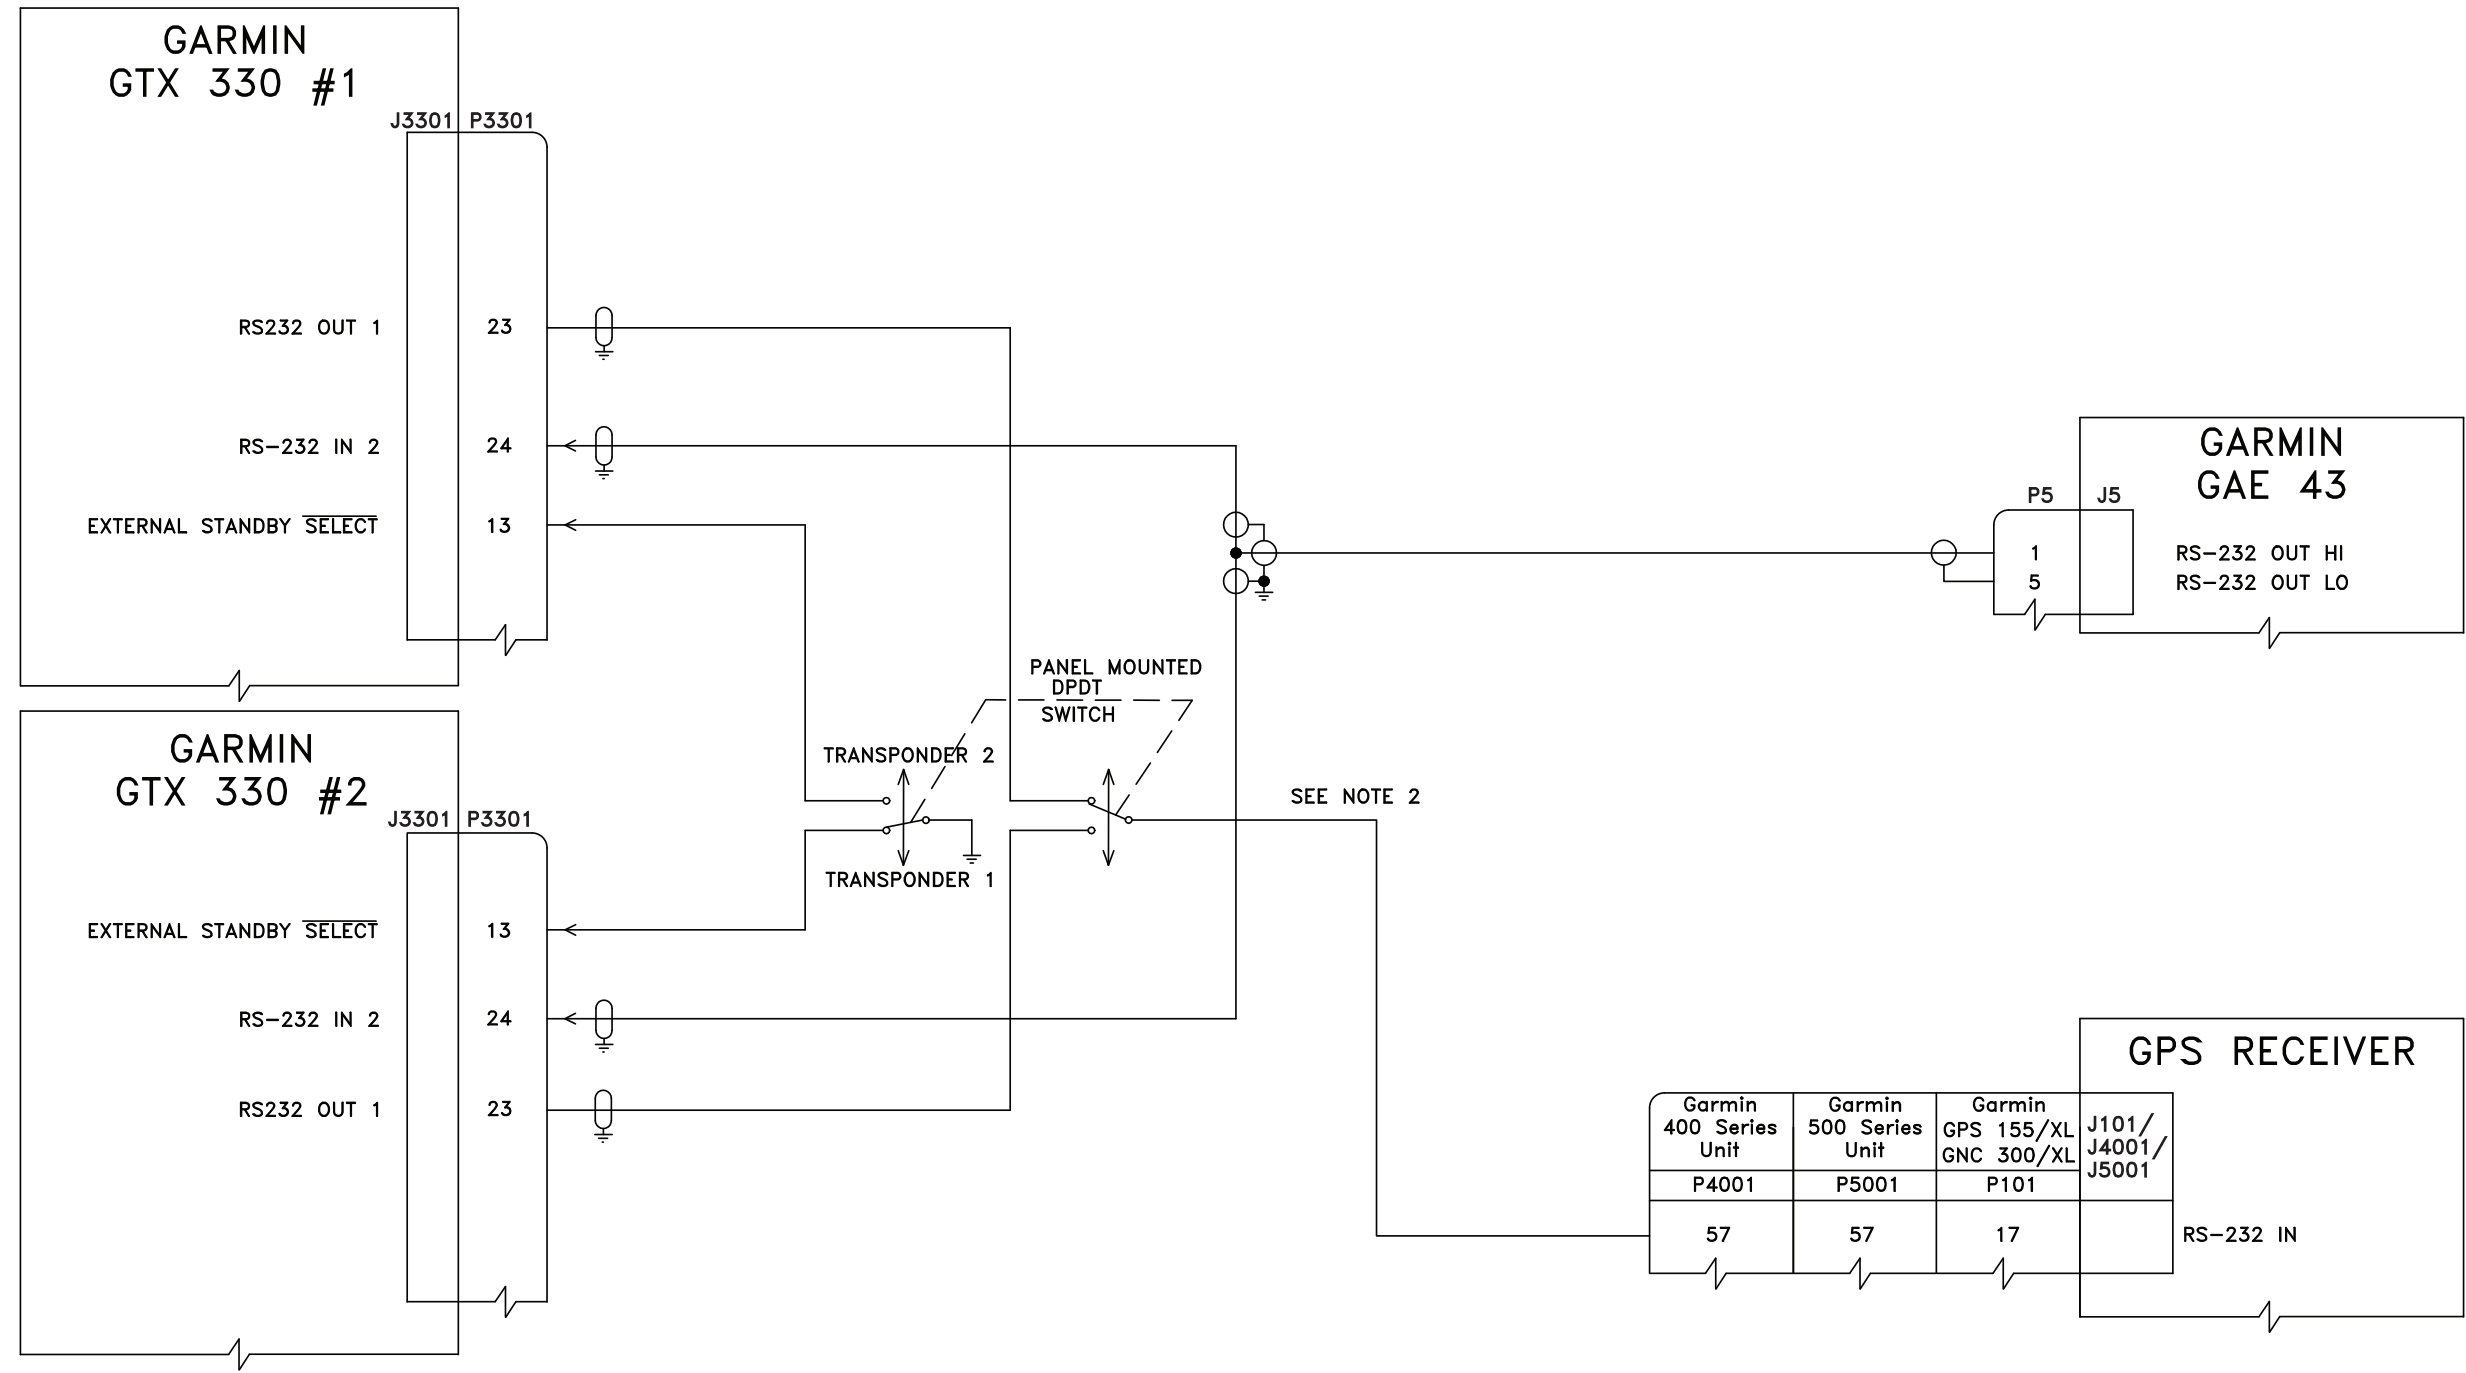 GARMIN
GTX 330 #1
J3301 P3301
RS232 OUT 1 23
RS-232 IN 2 24
EXTERNAL STANDBY SELECT 13
GARMIN
GAE 43
P5 J5
1 RS-232 OUT HI
5 RS-232 OUT LO
PANEL MOUNTED
DPDT
SWITCH
TRANSPONDER 2
SEE NOTE 2
TRANSPONDER 1
GARMIN
GTX 330 #2
J3301 P3301
EXTERNAL STANDBY SELECT 13
RS-232 IN 2 24
RS232 OUT 1 23
GPS RECEIVER
Garmin
400 Series
Unit
Garmin
500 Series
Unit
Garmin
GPS 155/XL
GNC 300/XL
J101/
J4001/
J5001
P4001 P5001 P101
57 57 17 RS-232 IN